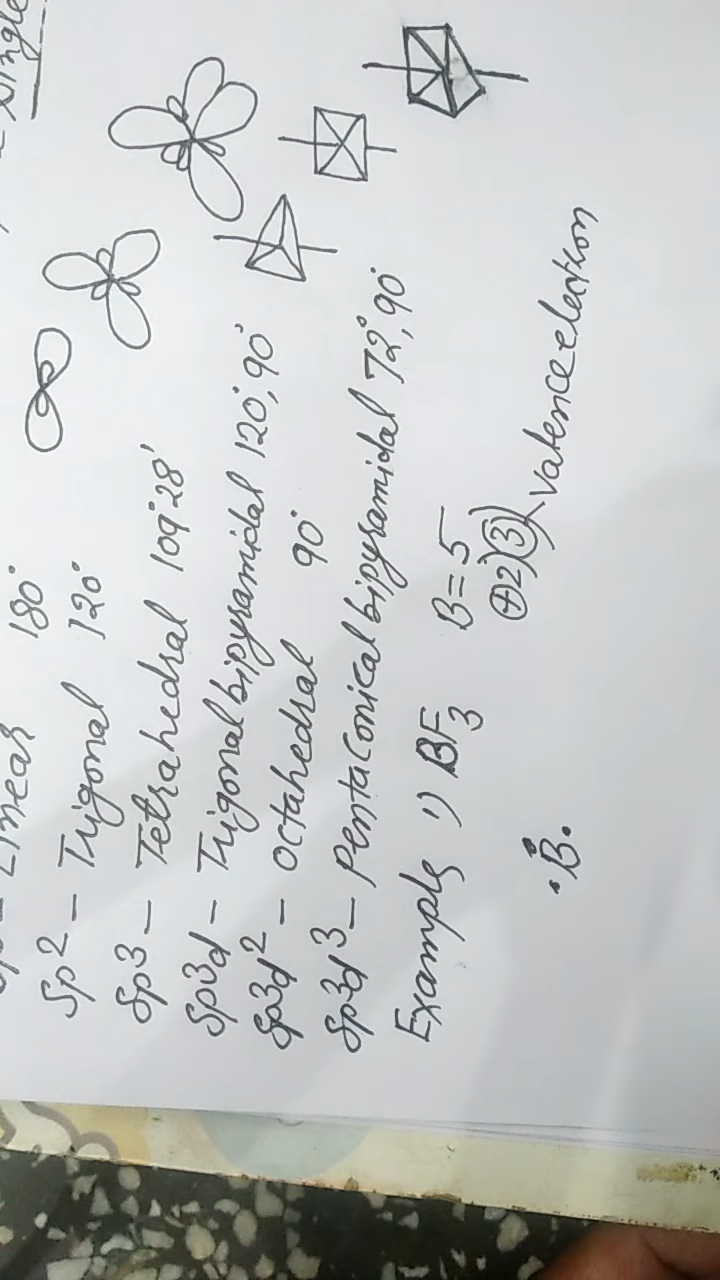 single
Linear 180°
Sp2 - Trigonal 120°
Sp3 - Tetrahedral 109°28'
Sp3d - Trigonal bipyramidal 120°, 90°
Sp3d2 - Octahedral 90°
Sp3d3 - Pentaconical bipyramidal 72°, 90°
Example 1) BF3 B = 5
+ 2 ) 3 ) valence electron
B